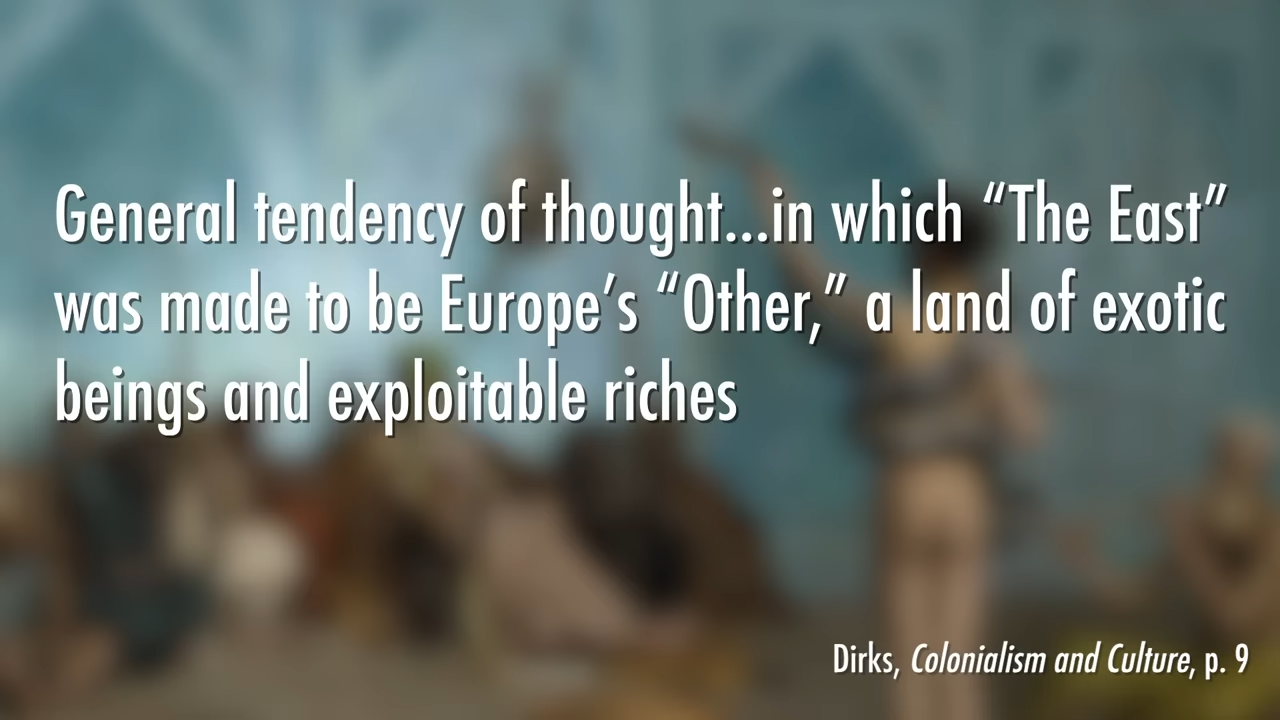 General tendency of thought...in which “The East”
was made to be Europe’s “Other,” a land of exotic
beings and exploitable riches
Dirks, Colonialism and Culture, p. 9